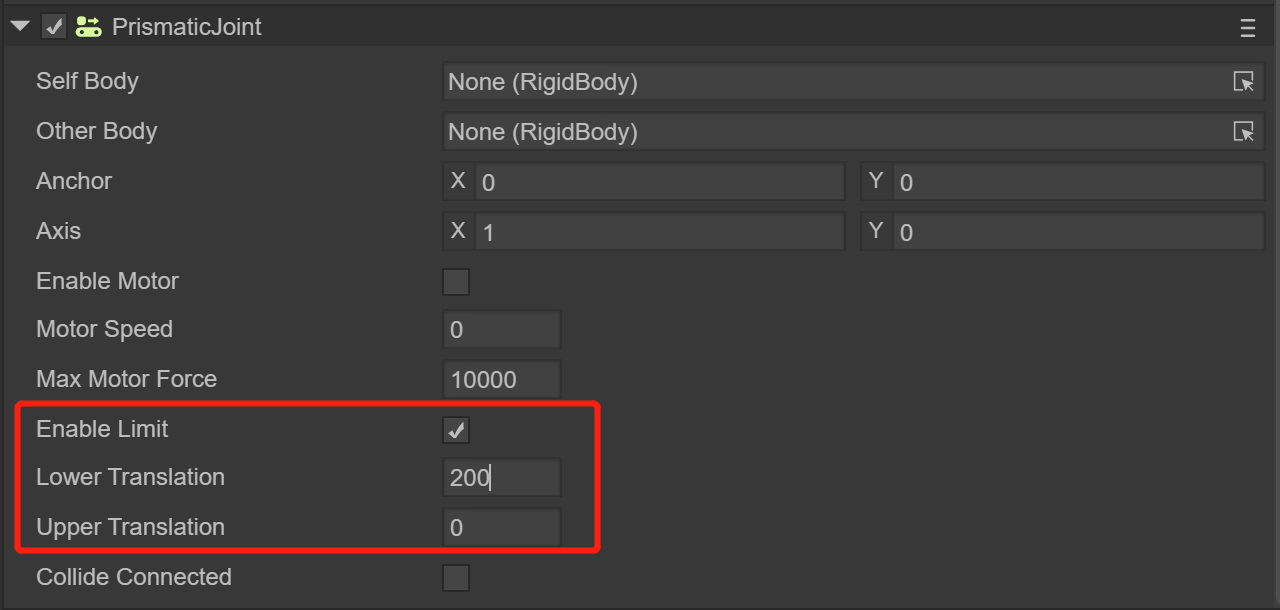 PrismaticJoint
Self Body None (RigidBody)
Other Body None (RigidBody)
Anchor X 0 Y 0
Axis X 1 Y 0
Enable Motor
Motor Speed 0
Max Motor Force 10000
Enable Limit
Lower Translation 200
Upper Translation 0
Collide Connected